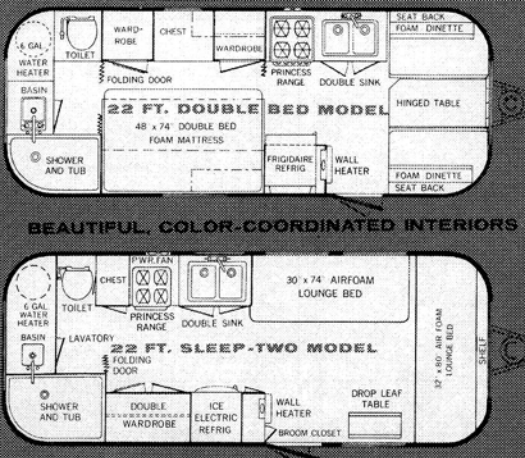 6 GAL.
WATER
HEATER
TOILET
WARD-
ROBE
CHEST
WARDROBE
PRINCESS
RANGE
DOUBLE SINK
SEAT BACK
FOAM DINETTE
FOLDING DOOR
BASIN
22 FT. DOUBLE BED MODEL
48 x 74" DOUBLE BED
FOAM MATTRESS
HINGED TABLE
SHOWER
AND TUB
FRIGIDAIRE
REFRIG
WALL
HEATER
FOAM DINETTE
SEAT BACK
BEAUTIFUL, COLOR-COORDINATED INTERIORS
6 GAL.
WATER
HEATER
TOILET
CHEST
PWR. FAN
PRINCESS
RANGE
DOUBLE SINK
30" x 74" AIRFOAM
LOUNGE BED
BASIN
LAVATORY
22 FT. SLEEP-TWO MODEL
FOLDING
DOOR
32" x 80" AIR FOAM
LOUNGE BED
SHELF
SHOWER
AND TUB
DOUBLE
WARDROBE
ICE
ELECTRIC
REFRIG
WALL
HEATER
BROOM CLOSET
DROP LEAF
TABLE